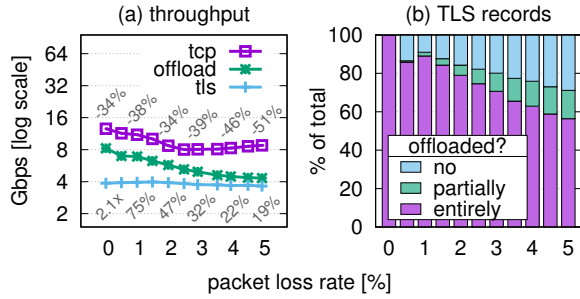 (a) throughput
Gbps [log scale]
64
32
16
8
4
2
tcp
offload
tls
-34%
-38%
-34%
-39%
-46%
-51%
2.1x
75%
47%
32%
22%
19%
0 1 2 3 4 5
(b) TLS records
% of total
100
80
60
40
20
0
offloaded?
no
partially
entirely
0 1 2 3 4 5
packet loss rate [%]